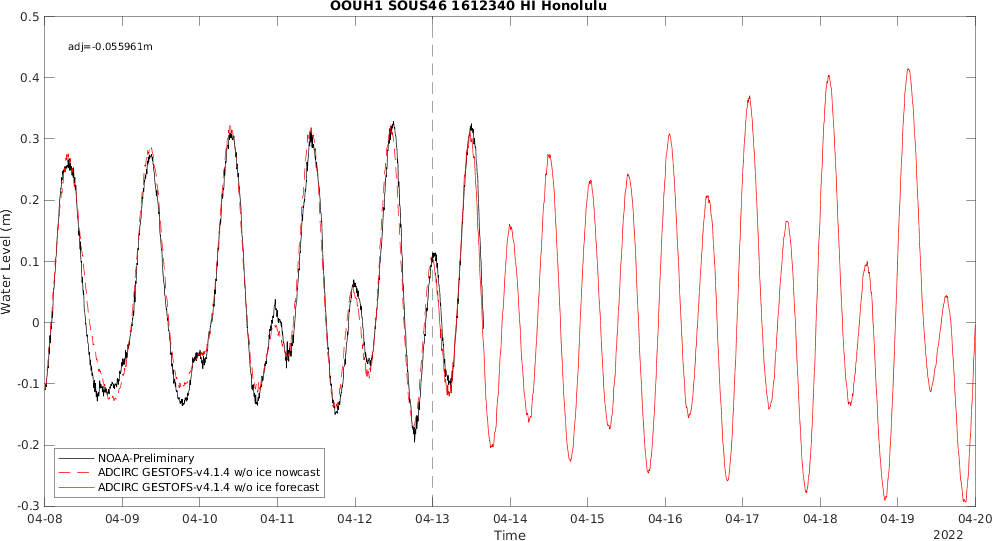 OOUH1 SOUS46 1612340 HI Honolulu
adj=-0.055961m
Water Level (m)
0.5
0.4
0.3
0.2
0.1
0
-0.1
-0.2
-0.3
NOAA-Preliminary
ADCIRC GESTOFS-v4.1.4 w/o ice nowcast
ADCIRC GESTOFS-v4.1.4 w/o ice forecast
04-08 04-09 04-10 04-11 04-12 04-13 04-14 04-15 04-16 04-17 04-18 04-19 04-20
Time
2022